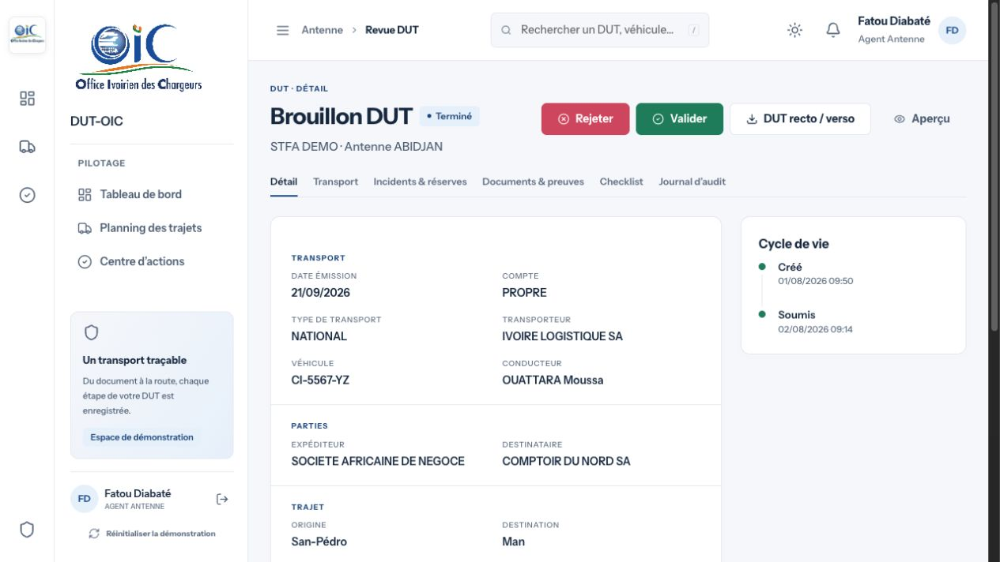 OiC
Office Ivoirien des Chargeurs
DUT-OIC
PILOTAGE
Tableau de bord
Planning des trajets
Centre d'actions
Un transport traçable
Du document à la route, chaque
étape de votre DUT est
enregistrée.
Espace de démonstration
FD
Fatou Diabaté
AGENT ANTENNE
Réinitialiser la démonstration
Antenne > Revue DUT
Rechercher un DUT, véhicule... /
Fatou Diabaté
Agent Antenne
FD
DUT · DÉTAIL
Brouillon DUT
• Terminé
Rejeter
Valider
DUT recto / verso
Aperçu
STFA DEMO · Antenne ABIDJAN
Détail Transport Incidents & réserves Documents & preuves Checklist Journal d'audit
TRANSPORT
DATE ÉMISSION COMPTE
21/09/2026 PROPRE
TYPE DE TRANSPORT TRANSPORTEUR
NATIONAL IVOIRE LOGISTIQUE SA
VÉHICULE CONDUCTEUR
CI-5567-YZ OUATTARA Moussa
PARTIES
EXPÉDITEUR DESTINATAIRE
SOCIETE AFRICAINE DE NEGOCE COMPTOIR DU NORD SA
TRAJET
ORIGINE DESTINATION
San-Pédro Man
Cycle de vie
Créé
01/08/2026 09:50
Soumis
02/08/2026 09:14